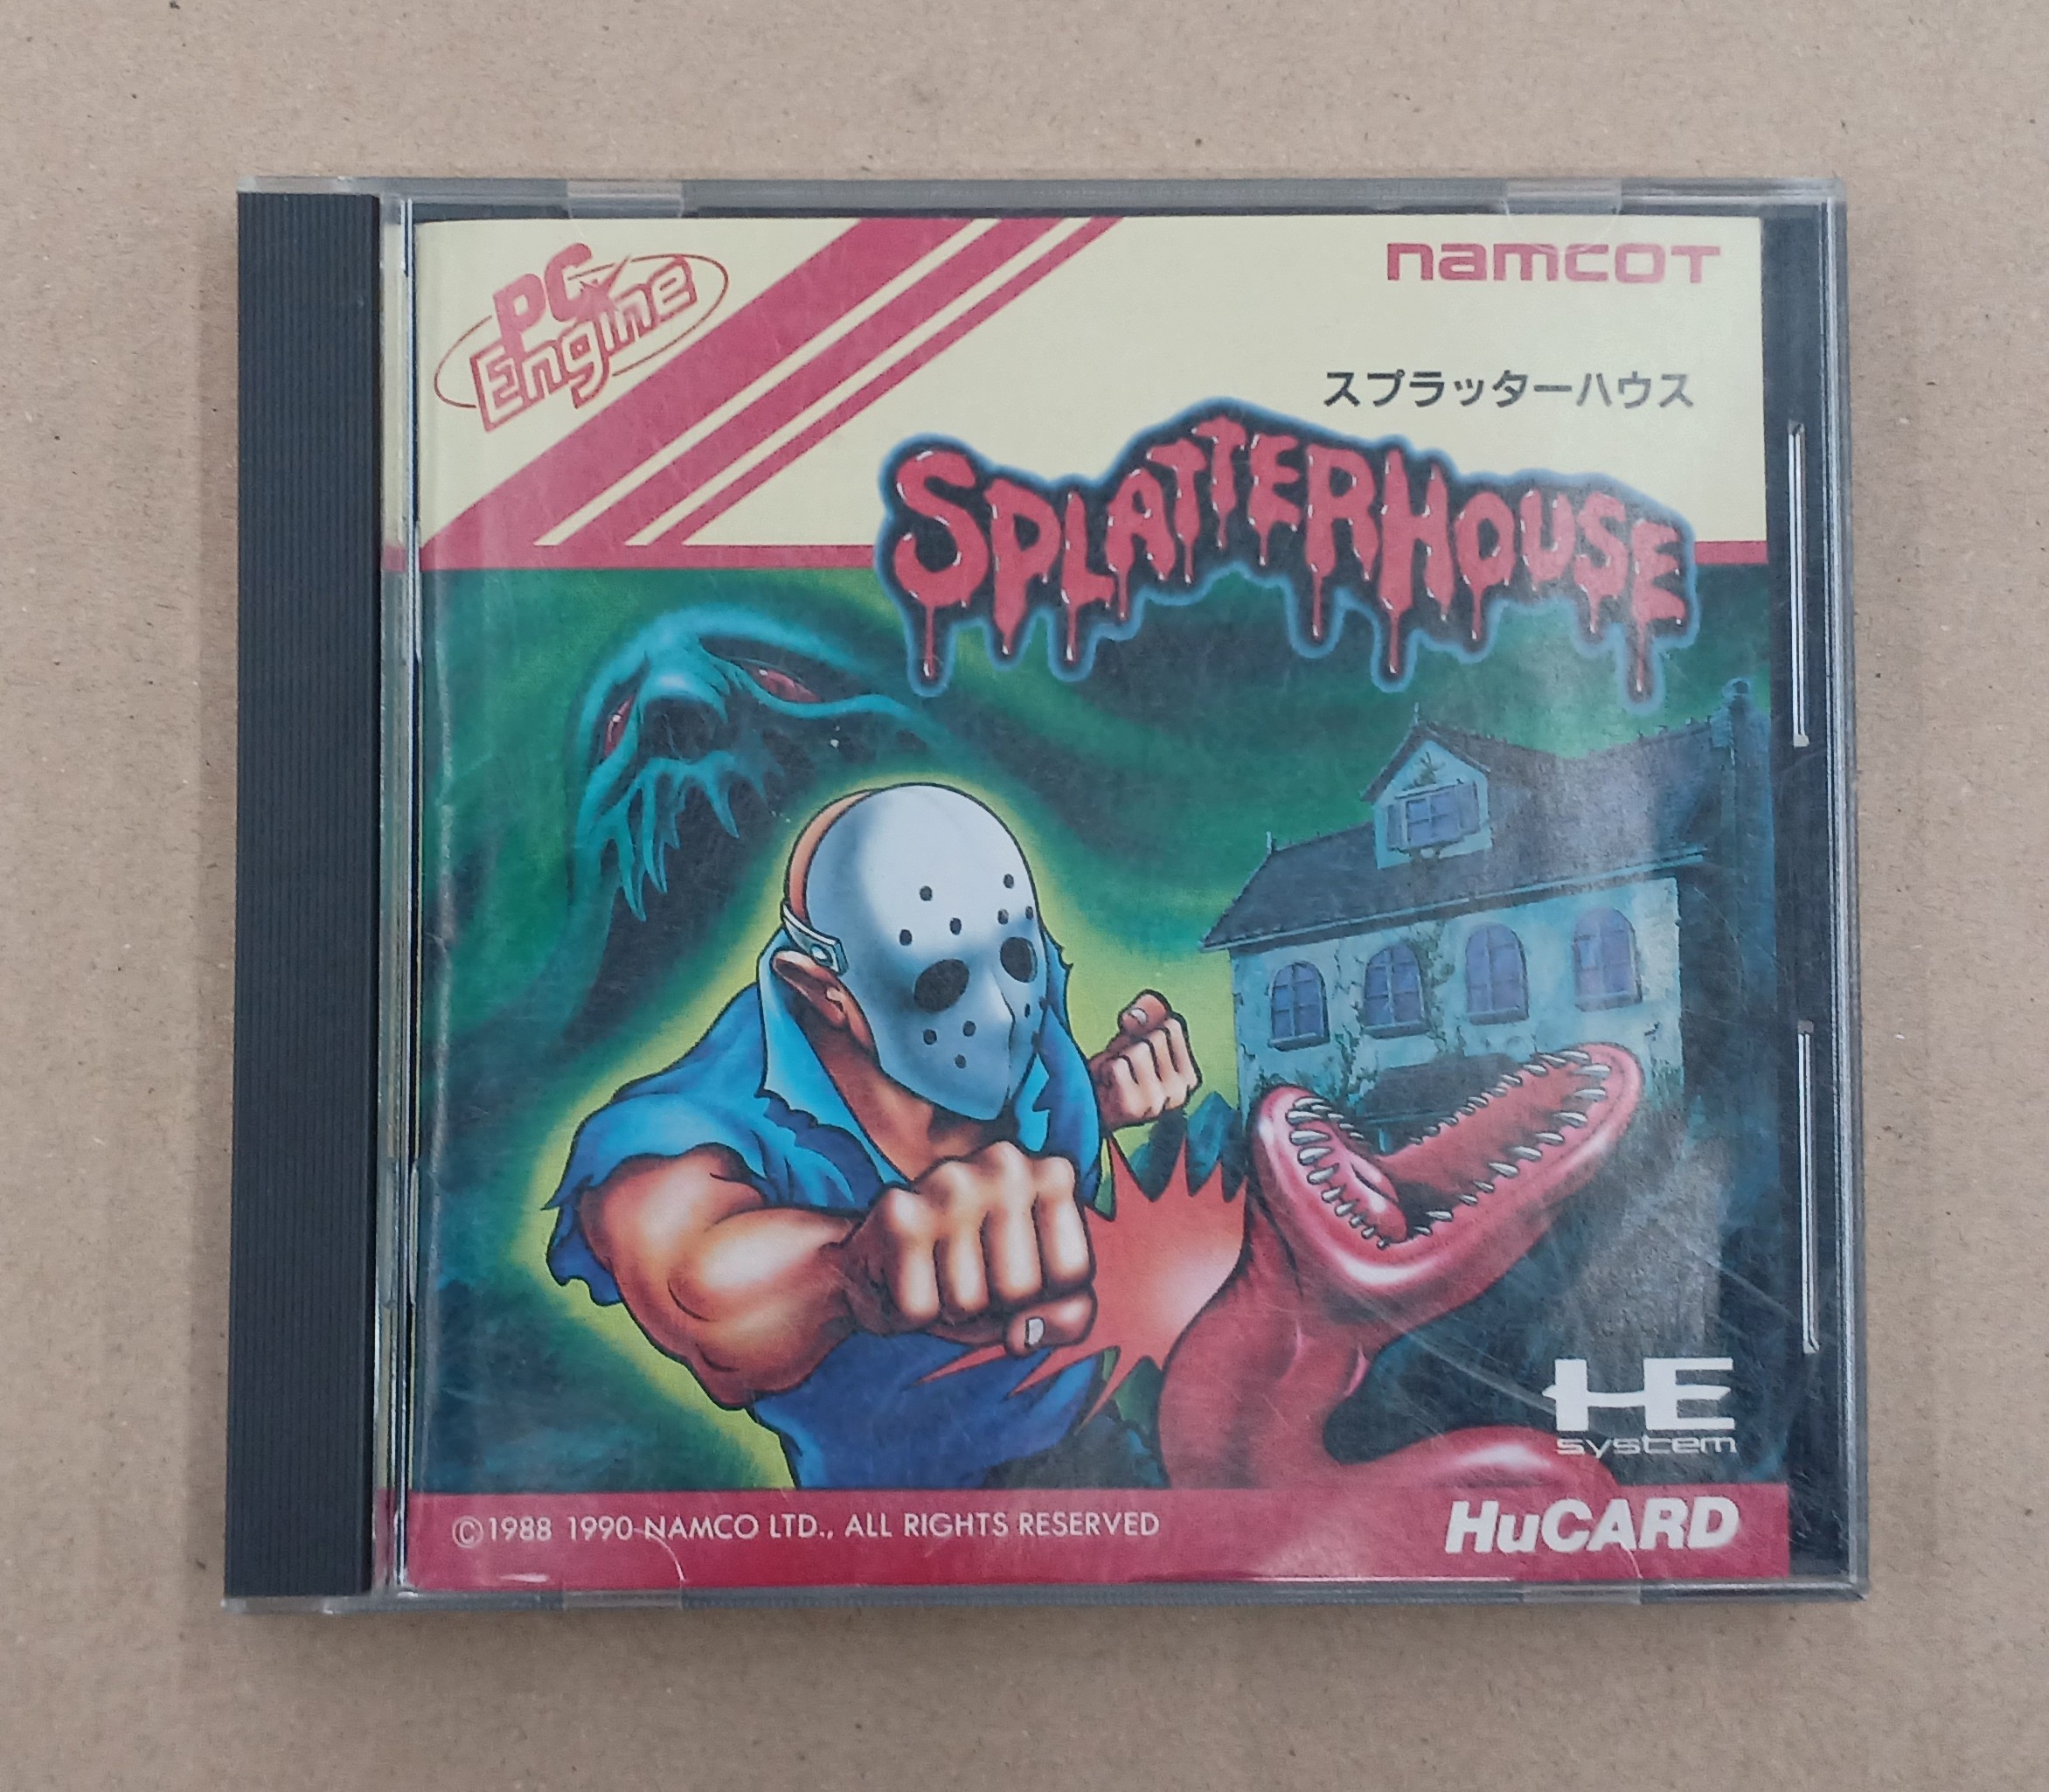 PC Engine
namcot
スプラッターハウス
SPLATTERHOUSE
HE
system
©1988 1990 NAMCO LTD., ALL RIGHTS RESERVED
HuCARD